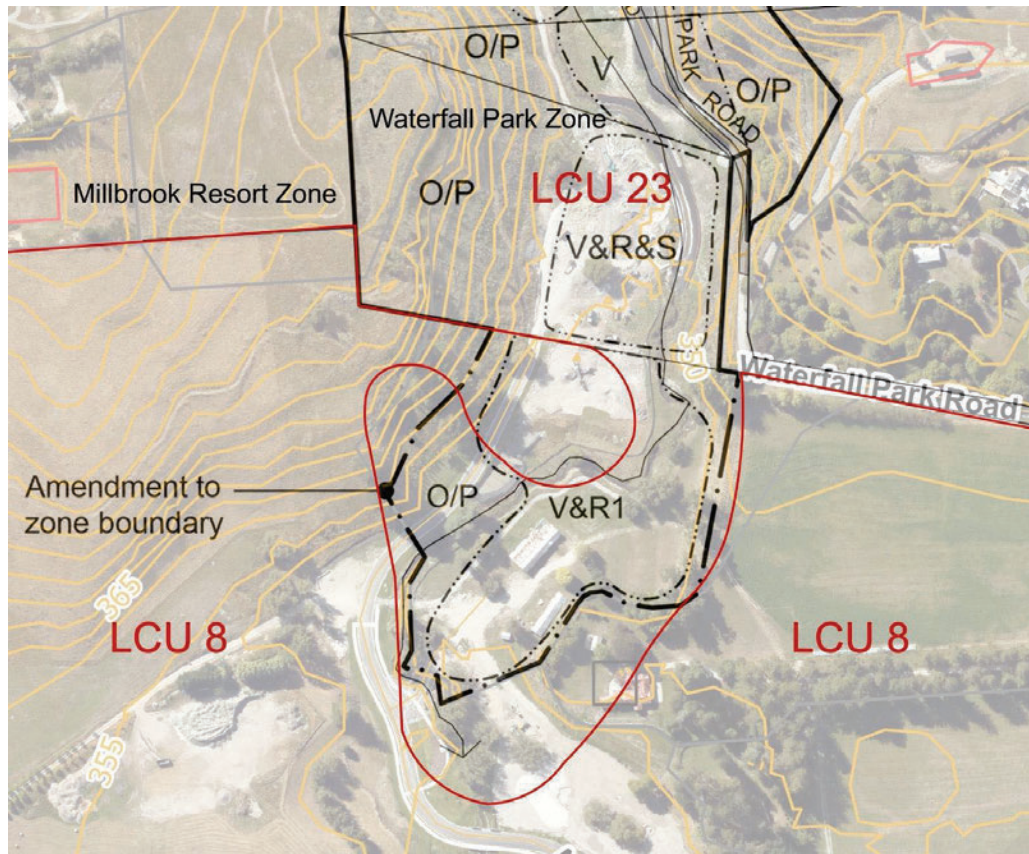 O/P
V
PARK ROAD
O/P
Waterfall Park Zone
Millbrook Resort Zone
O/P
LCU 23
V&R&S
Waterfall Park Road
Amendment to
zone boundary
O/P
V&R1
365
LCU 8
LCU 8
355